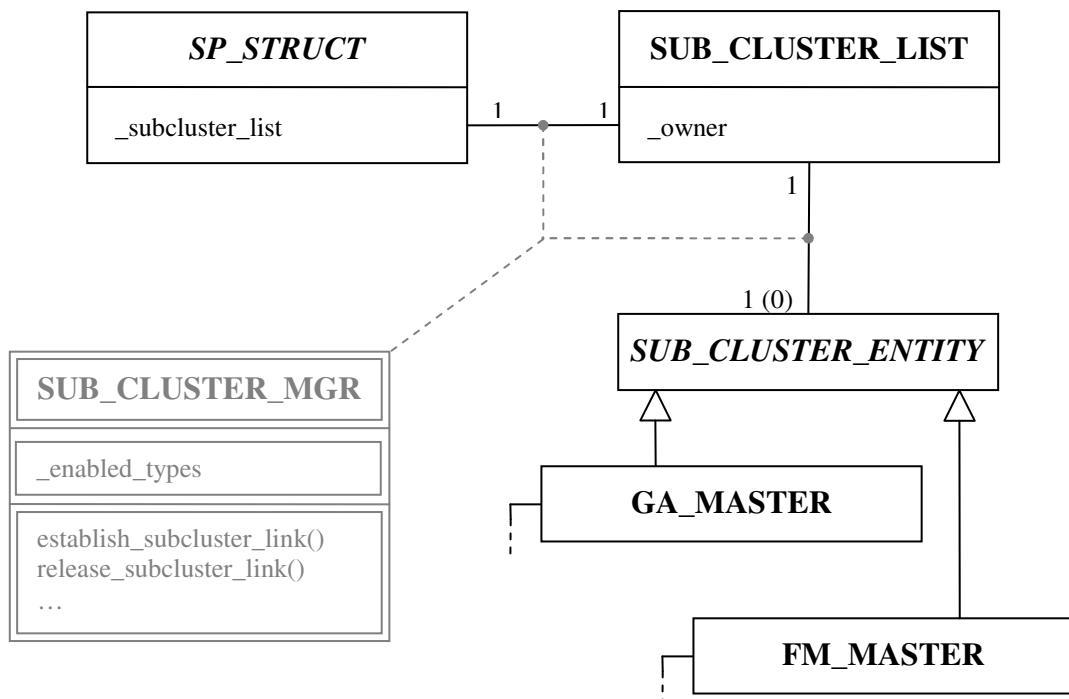 SP_STRUCT
_subcluster_list
1
1
SUB_CLUSTER_LIST
_owner
1
1 (0)
SUB_CLUSTER_ENTITY
SUB_CLUSTER_MGR
_enabled_types
establish_subcluster_link()
release_subcluster_link()
…
GA_MASTER
FM_MASTER